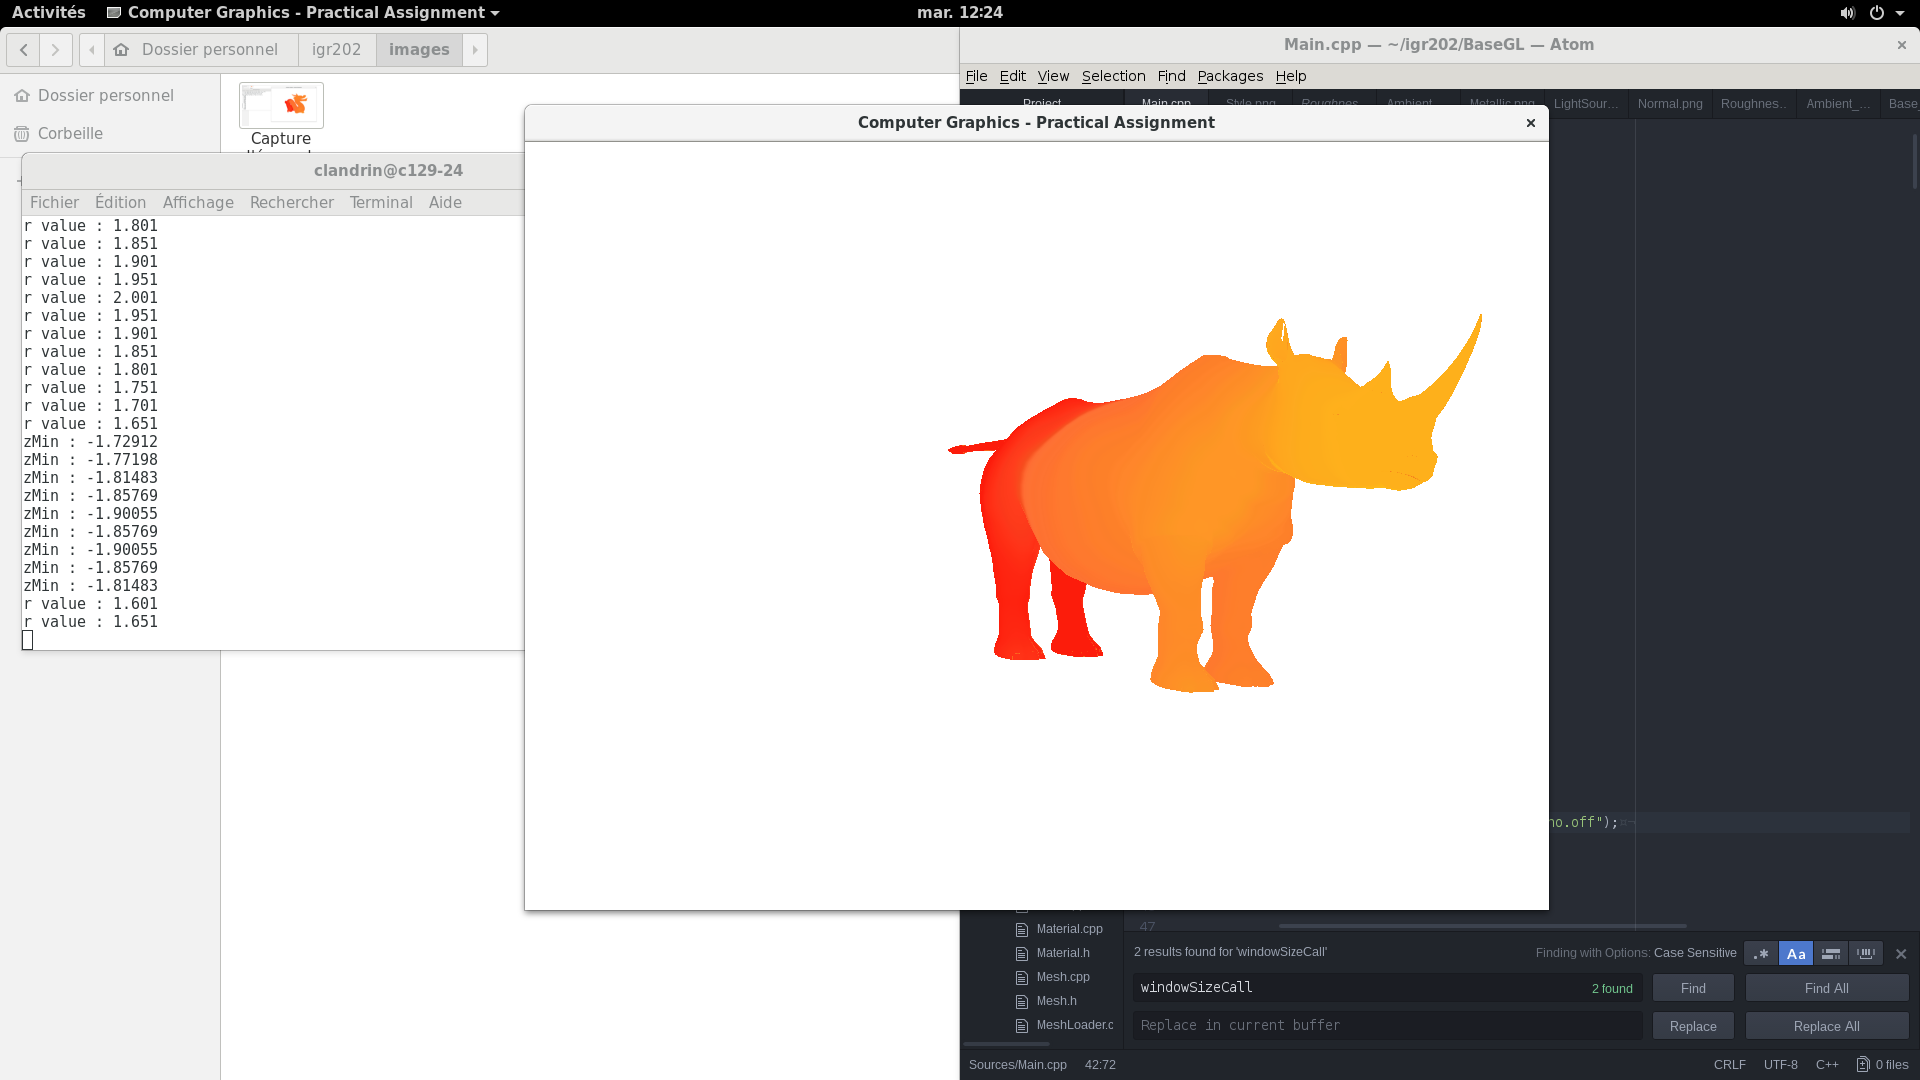 Activités
Computer Graphics - Practical Assignment
mar. 12:24
Dossier personnel
igr202
images
Dossier personnel
Corbeille
Capture
Main.cpp — ~/igr202/BaseGL — Atom
File Edit View Selection Find Packages Help
Project
Main.cpp
Style.png
Roughnes...
Ambient_...
Metallic.png
LightSour...
Normal.png
Roughnes..
Ambient_...
Base
Computer Graphics - Practical Assignment
clandrin@c129-24
Fichier Édition Affichage Rechercher Terminal Aide
r value : 1.801
r value : 1.851
r value : 1.901
r value : 1.951
r value : 2.001
r value : 1.951
r value : 1.901
r value : 1.851
r value : 1.801
r value : 1.751
r value : 1.701
r value : 1.651
zMin : -1.72912
zMin : -1.77198
zMin : -1.81483
zMin : -1.85769
zMin : -1.90055
zMin : -1.85769
zMin : -1.90055
zMin : -1.85769
zMin : -1.81483
r value : 1.601
r value : 1.651
no.off");
47
Material.cpp
Material.h
Mesh.cpp
Mesh.h
MeshLoader.c
2 results found for 'windowSizeCall'
Finding with Options: Case Sensitive
.* Aa
windowSizeCall
2 found
Find
Find All
Replace in current buffer
Replace
Replace All
Sources/Main.cpp 42:72
CRLF UTF-8 C++ 0 files